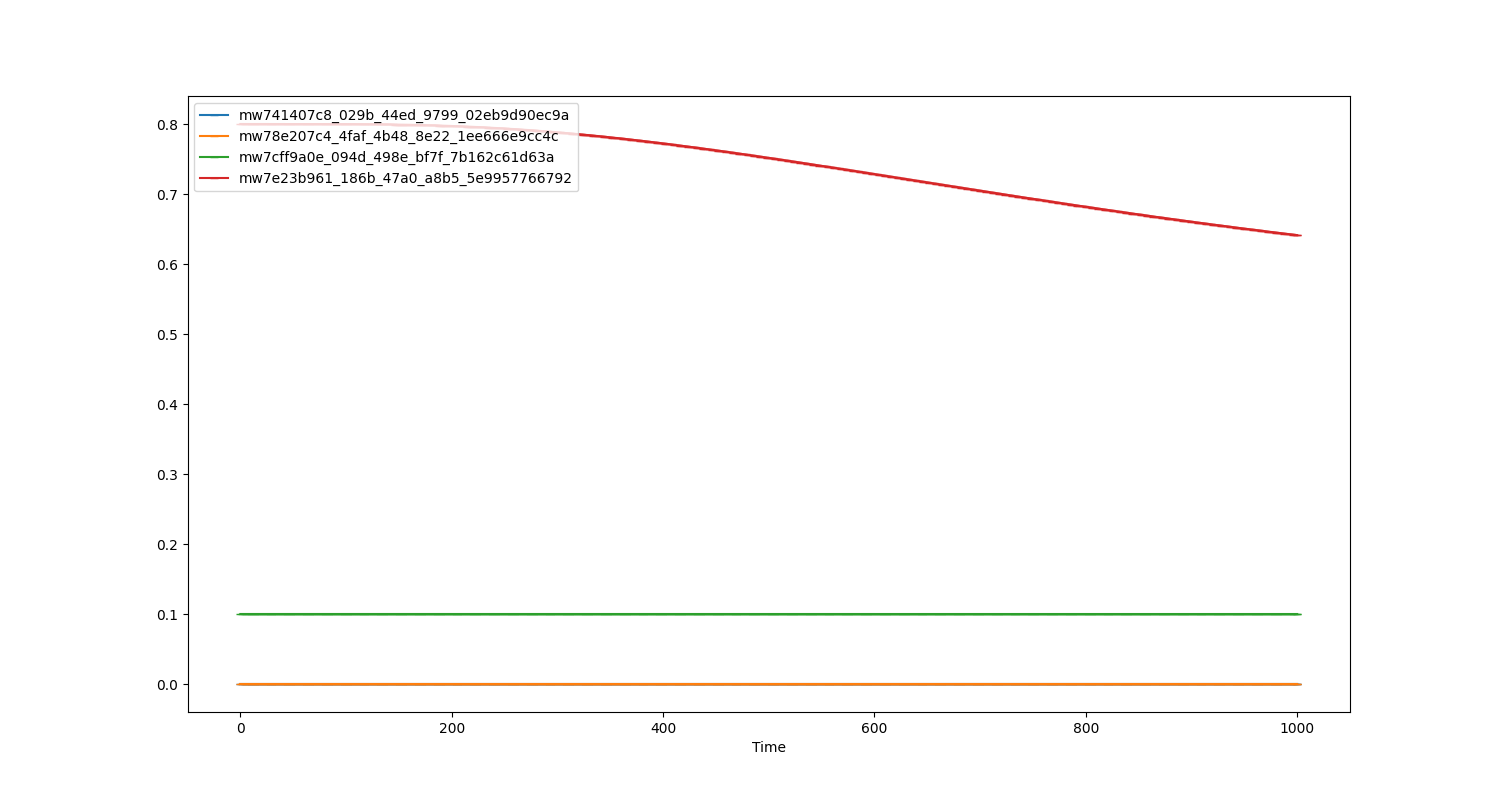 mw741407c8_029b_44ed_9799_02eb9d90ec9a
mw78e207c4_4faf_4b48_8e22_1ee666e9cc4c
mw7cff9a0e_094d_498e_bf7f_7b162c61d63a
mw7e23b961_186b_47a0_a8b5_5e9957766792
0.8
0.7
0.6
0.5
0.4
0.3
0.2
0.1
0.0
0 200 400 600 800 1000
Time